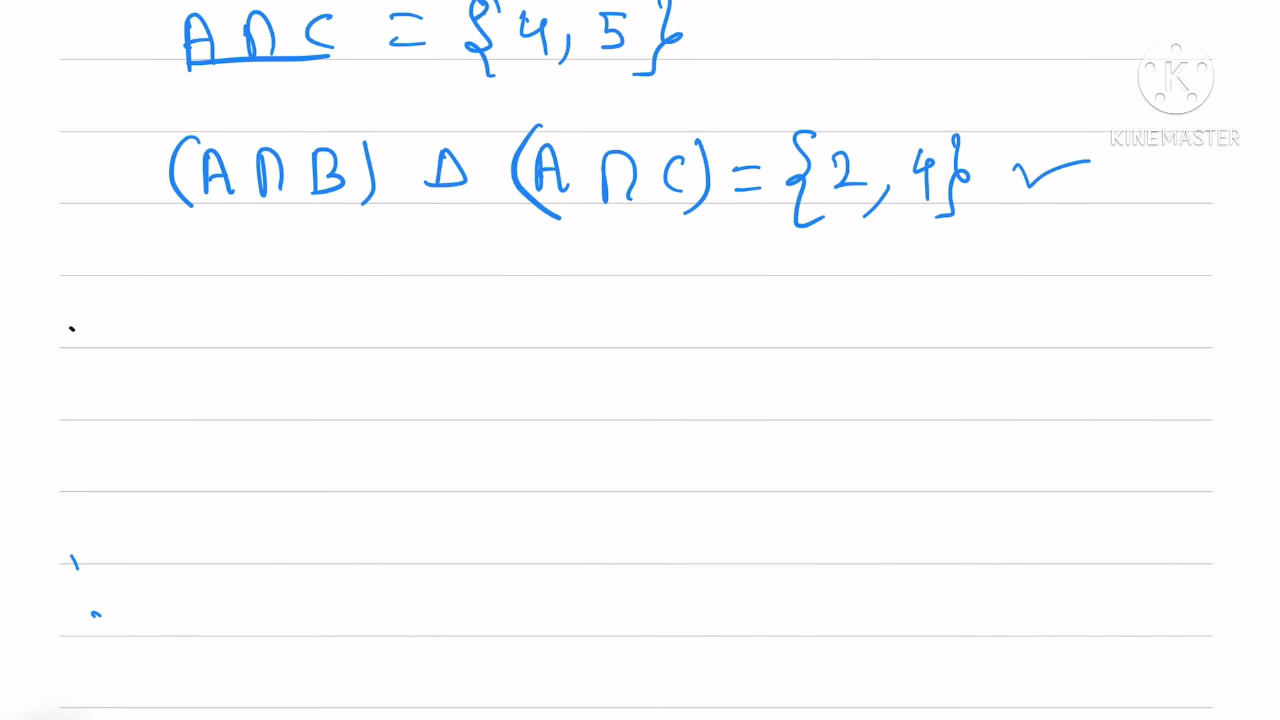 A ∩ C = {4, 5}
K
KINEMASTER
(A ∩ B) Δ (A ∩ C) = {2, 4} ✓